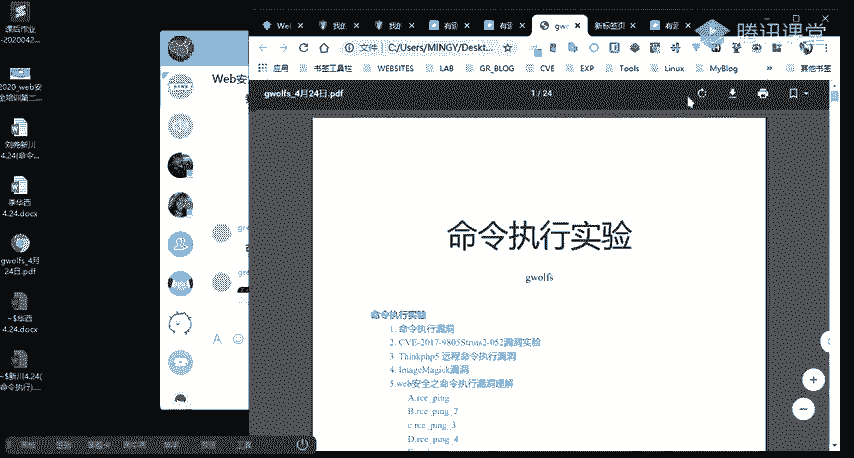 课后作业
-2020042...
2020_web安
全培训第二...
4.24(命令...
李华西
4.24.docx
gwolfs_4月
24日.pdf
~$华西
4.24.docx
~$新川4.24(
命令执行)....
Web安
腾讯课堂
Wel
我的
我的
有道
有道
gwo
新标签页
有道
文件
C:/Users/MINGY/Deskt...
应用
书签工具栏
WEBSITES
LAB
GR_BLOG
CVE
EXP
Tools
Linux
MyBlog
»
其他书签
gwolfs_4月24日.pdf
1 / 24
命令执行实验
gwolfs
命令执行实验
1. 命令执行漏洞
2. CVE-2017-9805Struts2-052漏洞实验
3. Thinkphp5 远程命令执行漏洞
4. ImageMagick漏洞
5.web安全之命令执行漏洞理解
A.rce_ping
B.rce_ping_2
c.rce_ping_3
D.rce_ping_4